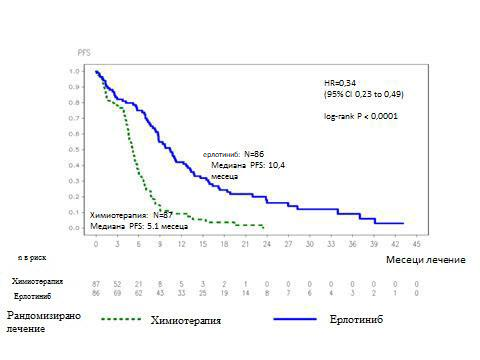 PFS
1.0
0.9
0.8
0.7
0.6
0.5
0.4
0.3
0.2
0.1
0.0
HR=0,34
(95% CI 0,23 to 0,49)
log-rank P < 0,0001
ерлотиниб: N=86
Медиана PFS: 10,4
месеца
Химиотерапия: N=87
Медиана PFS: 5.1 месеца
0 3 6 9 12 15 18 21 24 27 30 33 36 39 42 45
n в риск
Месеци лечение
Химиотерапия 87 52 21 8 5 3 2 1 0 0 0 0 0 0 0
Ерлотиниб 86 69 62 43 33 25 19 14 8 7 6 4 3 2 1 0
Рандомизирано
лечение
Химиотерапия
Ерлотиниб